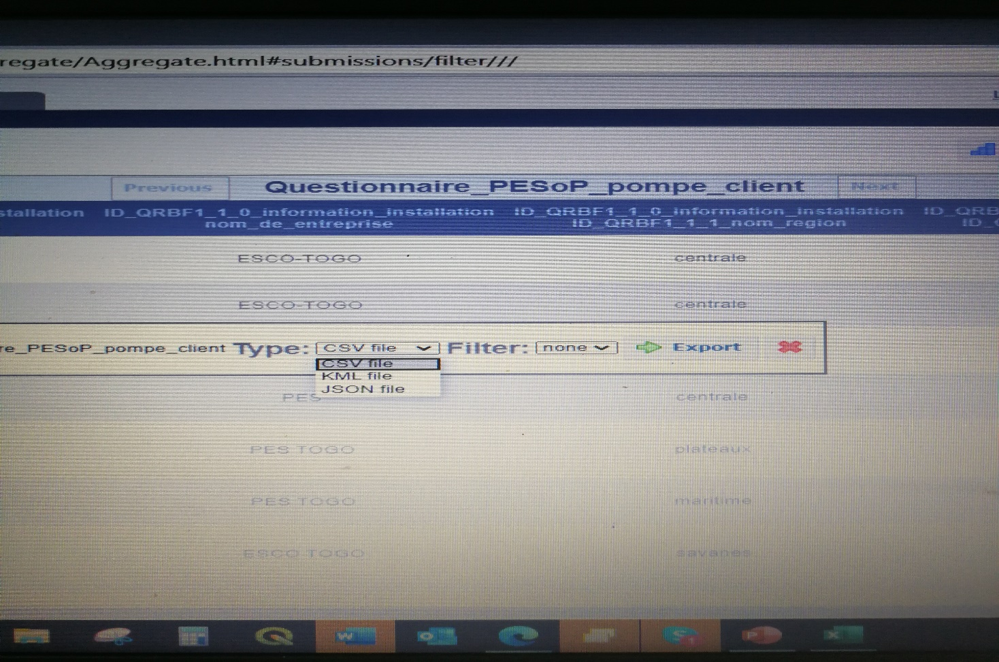 regate/Aggregate.html#submissions/filter///
Previous Questionnaire_PESoP_pompe_client Next
stallation ID_QRBF1_1_0_information_installation ID_QRBF1_1_0_information_installation ID_QRB
nom_de_entreprise ID_QRBF1_1_1_nom_region ID_
ESCO-TOGO centrale
ESCO-TOGO centrale
re_PESoP_pompe_client Type: CSV file Filter: none Export
CSV file
KML file
JSON file
PES centrale
PES TOGO plateaux
PES TOGO maritime
ESCO TOGO savanes